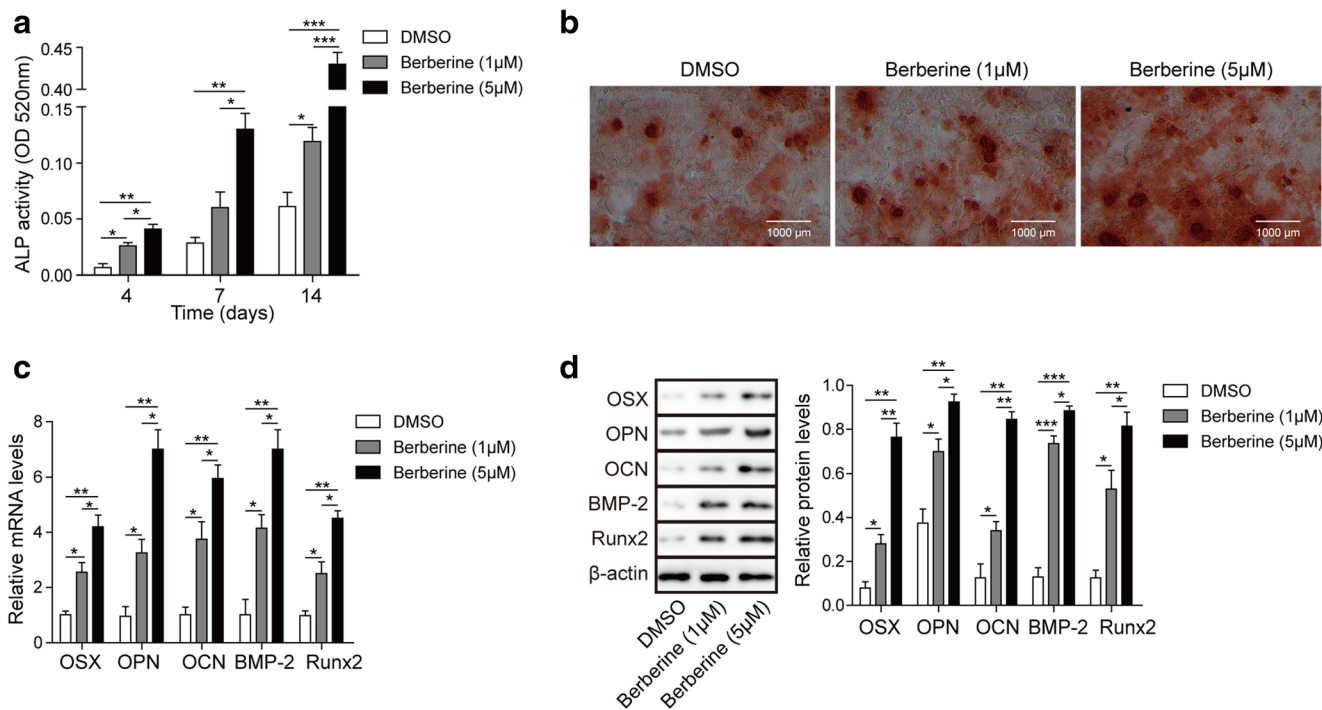 a
***
***
0.45
0.40
0.15
0.10
0.05
0.00
ALP activity (OD 520nm)
**
*
*
**
*
*
4
7
14
Time (days)
DMSO
Berberine (1μM)
Berberine (5μM)
b
DMSO
Berberine (1μM)
Berberine (5μM)
1000 μm
1000 μm
1000 μm
c
Relative mRNA levels
8
6
4
2
0
**
*
*
**
*
*
**
*
*
**
*
*
**
*
*
OSX
OPN
OCN
BMP-2
Runx2
DMSO
Berberine (1μM)
Berberine (5μM)
d
OSX
OPN
OCN
BMP-2
Runx2
β-actin
DMSO
Berberine (1μM)
Berberine (5μM)
Relative protein levels
1.0
0.8
0.6
0.4
0.2
0.0
**
**
*
**
*
*
**
**
*
***
*
***
**
*
*
OSX
OPN
OCN
BMP-2
Runx2
DMSO
Berberine (1μM)
Berberine (5μM)